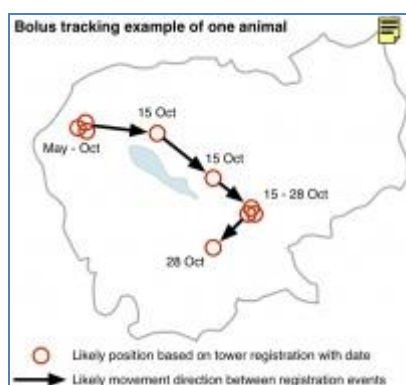 Bolus tracking example of one animal
15 Oct
May - Oct
15 Oct
15 - 28 Oct
28 Oct
Likely position based on tower registration with date
Likely movement direction between registration events